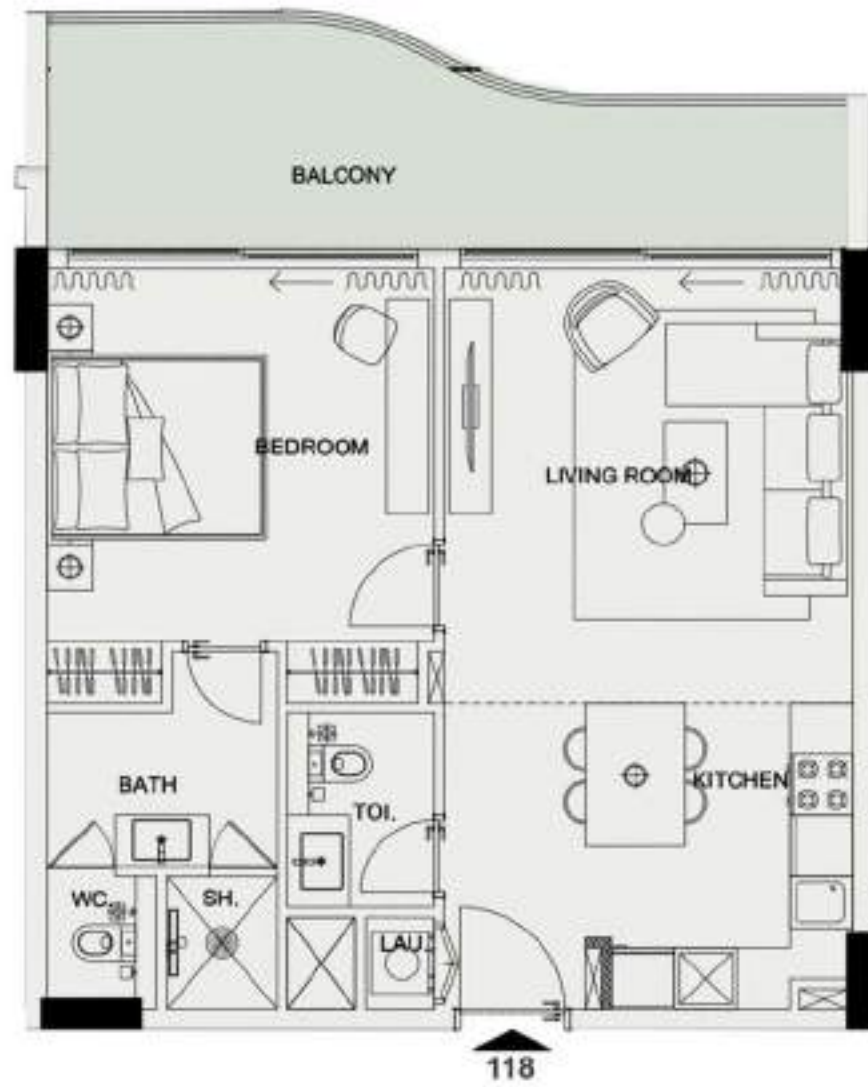 BALCONY
BEDROOM
LIVING ROOM
KITCHEN
BATH
TOI.
WC.
SH.
LAU.
118